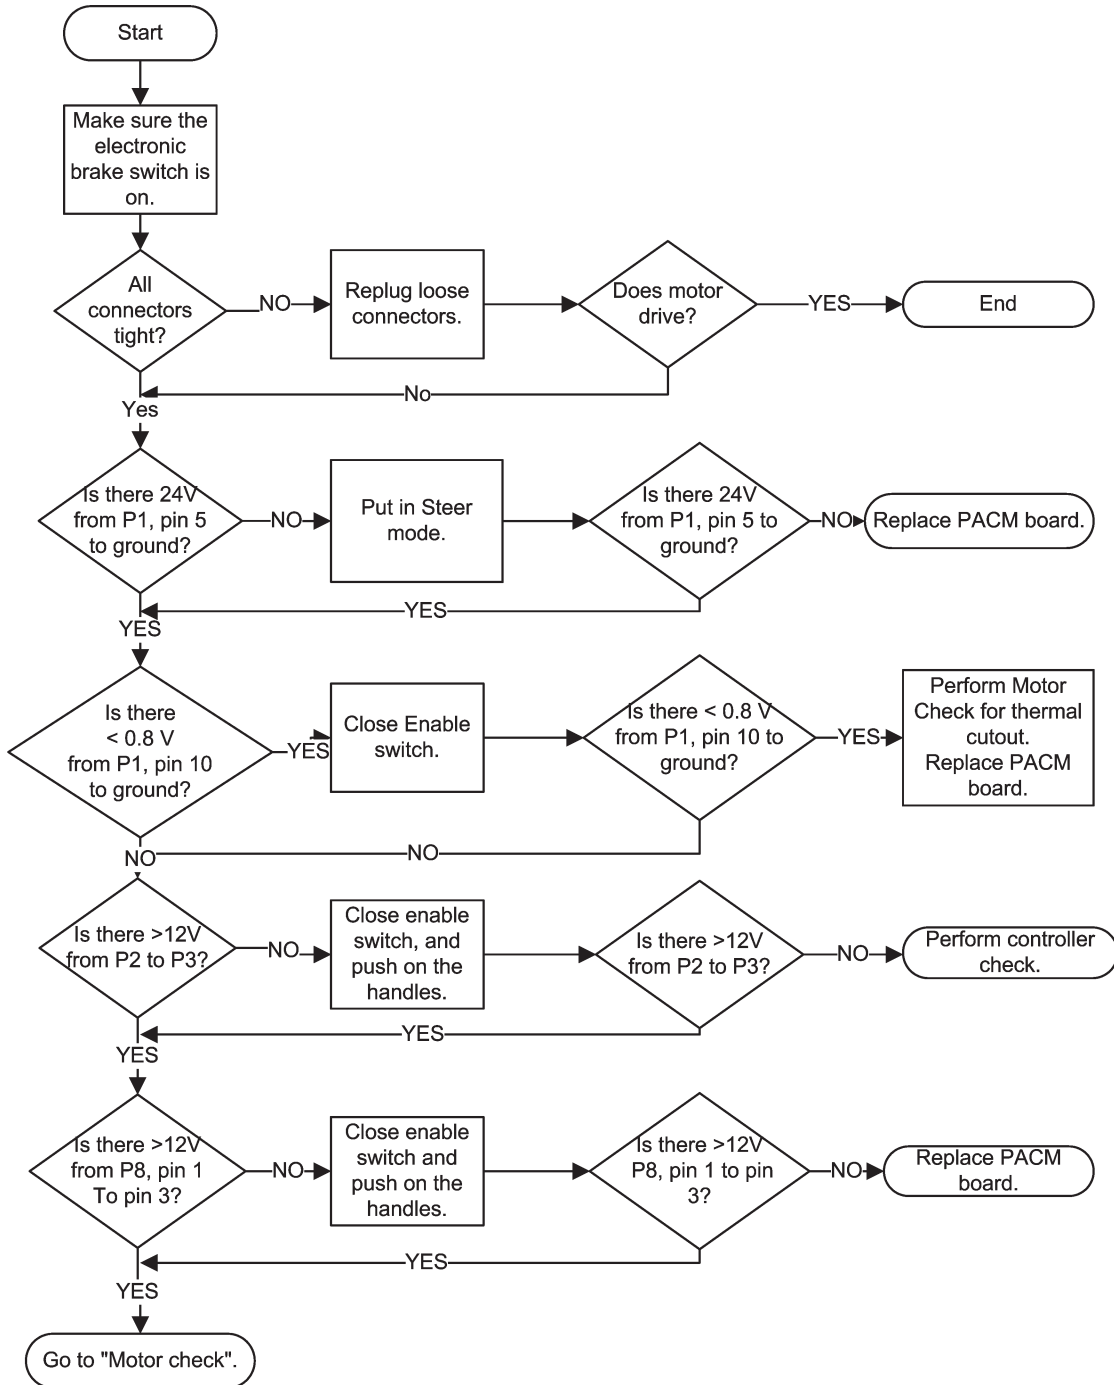 Start
Make sure the
electronic
brake switch is
on.
All
connectors
tight?
NO
Replug loose
connectors.
Does motor
drive?
YES
End
No
Yes
Is there 24V
from P1, pin 5
to ground?
NO
Put in Steer
mode.
Is there 24V
from P1, pin 5 to
ground?
NO
Replace PACM board.
YES
YES
Is there
< 0.8 V
from P1, pin 10
to ground?
YES
Close Enable
switch.
Is there < 0.8 V
from P1, pin 10 to
ground?
YES
Perform Motor
Check for thermal
cutout.
Replace PACM
board.
NO
NO
Is there >12V
from P2 to P3?
NO
Close enable
switch, and
push on the
handles.
Is there >12V
from P2 to P3?
NO
Perform controller
check.
YES
YES
Is there >12V
from P8, pin 1
To pin 3?
NO
Close enable
switch and
push on the
handles.
Is there >12V
P8, pin 1 to pin
3?
NO
Replace PACM
board.
YES
YES
Go to "Motor check".